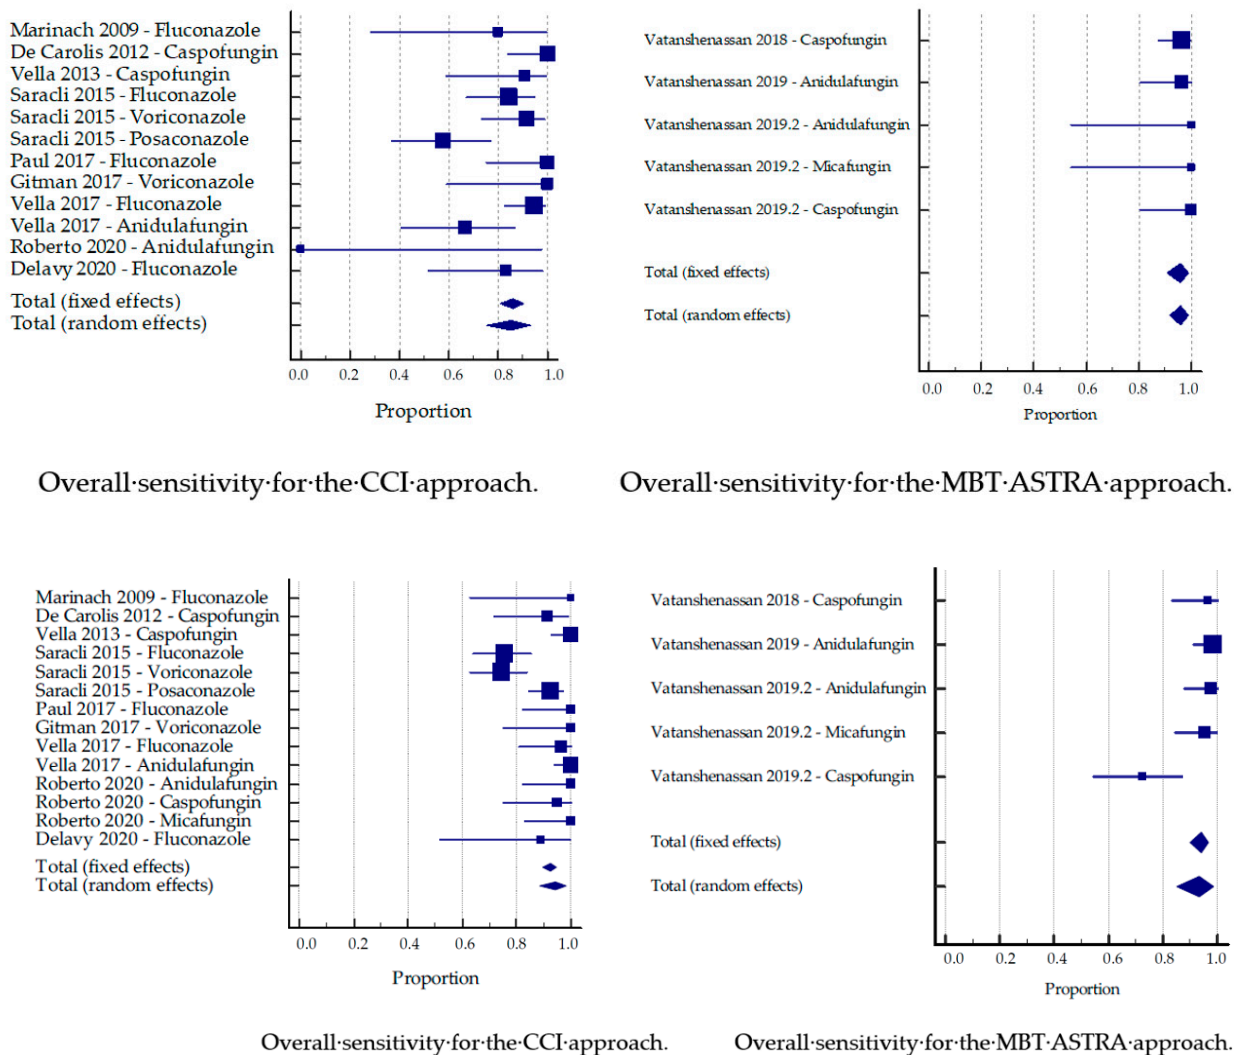 Marinach 2009 - Fluconazole
De Carolis 2012 - Caspofungin
Vella 2013 - Caspofungin
Saracli 2015 - Fluconazole
Saracli 2015 - Voriconazole
Saracli 2015 - Posaconazole
Paul 2017 - Fluconazole
Gitman 2017 - Voriconazole
Vella 2017 - Fluconazole
Vella 2017 - Anidulafungin
Roberto 2020 - Anidulafungin
Delavy 2020 - Fluconazole
Total (fixed effects)
Total (random effects)
0.0 0.2 0.4 0.6 0.8 1.0
Proportion
Overall·sensitivity·for·the·CCI·approach.
Vatanshenassan 2018 - Caspofungin
Vatanshenassan 2019 - Anidulafungin
Vatanshenassan 2019.2 - Anidulafungin
Vatanshenassan 2019.2 - Micafungin
Vatanshenassan 2019.2 - Caspofungin
Total (fixed effects)
Total (random effects)
0.0 0.2 0.4 0.6 0.8 1.0
Proportion
Overall·sensitivity·for·the·MBT·ASTRA·approach.
Marinach 2009 - Fluconazole
De Carolis 2012 - Caspofungin
Vella 2013 - Caspofungin
Saracli 2015 - Fluconazole
Saracli 2015 - Voriconazole
Saracli 2015 - Posaconazole
Paul 2017 - Fluconazole
Gitman 2017 - Voriconazole
Vella 2017 - Fluconazole
Vella 2017 - Anidulafungin
Roberto 2020 - Anidulafungin
Roberto 2020 - Caspofungin
Roberto 2020 - Micafungin
Delavy 2020 - Fluconazole
Total (fixed effects)
Total (random effects)
0.0 0.2 0.4 0.6 0.8 1.0
Proportion
Overall·sensitivity·for·the·CCI·approach.
Vatanshenassan 2018 - Caspofungin
Vatanshenassan 2019 - Anidulafungin
Vatanshenassan 2019.2 - Anidulafungin
Vatanshenassan 2019.2 - Micafungin
Vatanshenassan 2019.2 - Caspofungin
Total (fixed effects)
Total (random effects)
0.0 0.2 0.4 0.6 0.8 1.0
Proportion
Overall·sensitivity·for·the·MBT·ASTRA·approach.